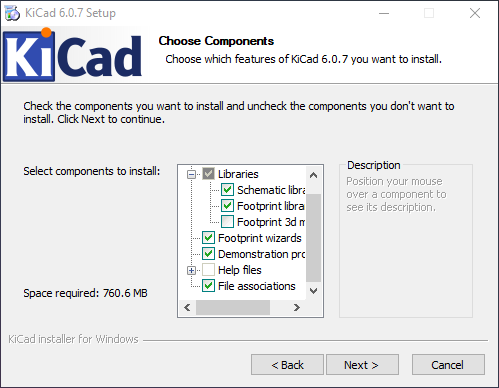 KiCad 6.0.7 Setup
KiCad
Choose Components
Choose which features of KiCad 6.0.7 you want to install.
Check the components you want to install and uncheck the components you don't want to
install. Click Next to continue.
Select components to install:
Libraries
Schematic libra
Footprint libra
Footprint 3d m
Footprint wizards
Demonstration pro
Help files
File associations
Description
Position your mouse
over a component to
see its description.
Space required: 760.6 MB
KiCad installer for Windows
< Back
Next >
Cancel